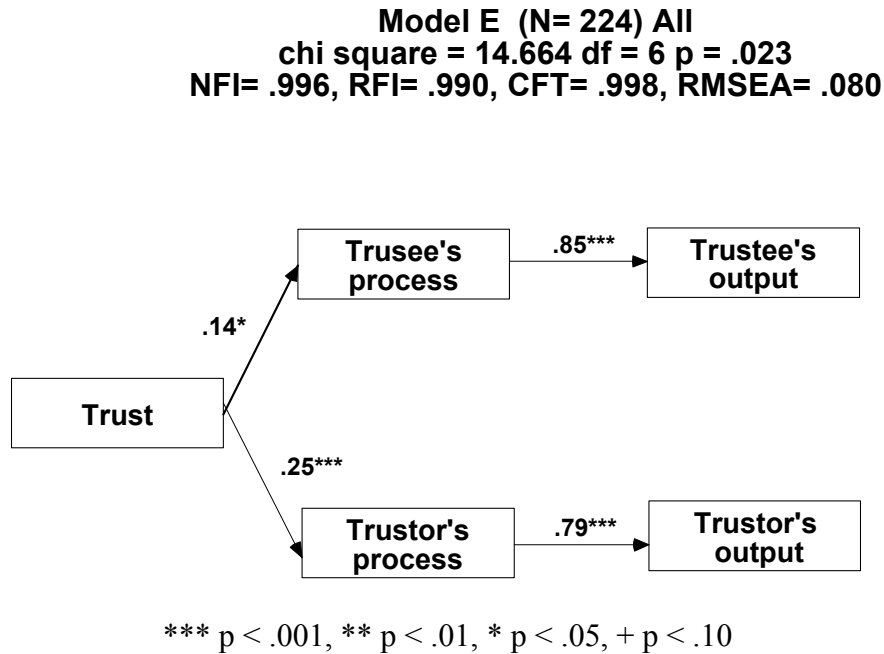 Model E (N= 224) All
chi square = 14.664 df = 6 p = .023
NFI= .996, RFI= .990, CFT= .998, RMSEA= .080
Trusee's
process
.85***
Trustee's
output
.14*
Trust
.25***
Trustor's
process
.79***
Trustor's
output
*** p < .001, ** p < .01, * p < .05, + p < .10